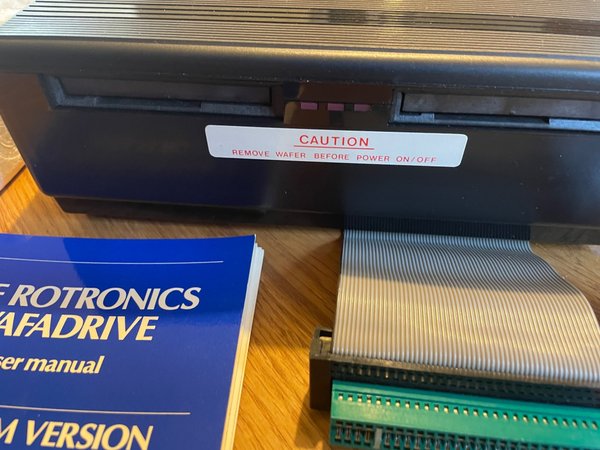 CAUTION
REMOVE WAFER BEFORE POWER ON/OFF
ROTRONICS
AFADRIVE
ser manual
M VERSION